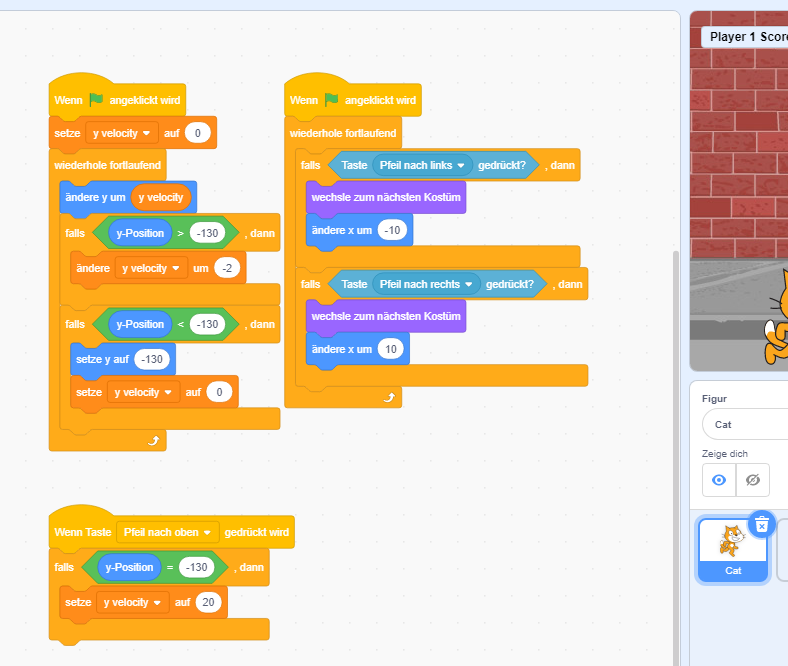 Player 1 Score
Wenn angeklickt wird
setze y velocity auf 0
wiederhole fortlaufend
ändere y um y velocity
falls y-Position > -130 , dann
ändere y velocity um -2
falls y-Position < -130 , dann
setze y auf -130
setze y velocity auf 0
Wenn angeklickt wird
wiederhole fortlaufend
falls Taste Pfeil nach links gedrückt? , dann
wechsle zum nächsten Kostüm
ändere x um -10
falls Taste Pfeil nach rechts gedrückt? , dann
wechsle zum nächsten Kostüm
ändere x um 10
Wenn Taste Pfeil nach oben gedrückt wird
falls y-Position = -130 , dann
setze y velocity auf 20
Figur
Cat
Zeige dich
Cat